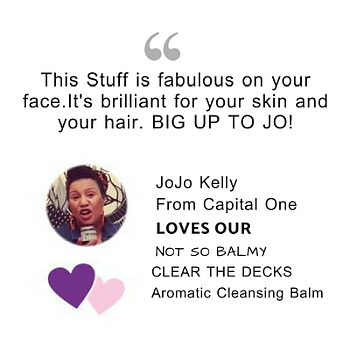 “
This Stuff is fabulous on your
face.It's brilliant for your skin and
your hair. BIG UP TO JO!
JoJo Kelly
From Capital One
LOVES OUR
NOT SO BALMY
CLEAR THE DECKS
Aromatic Cleansing Balm